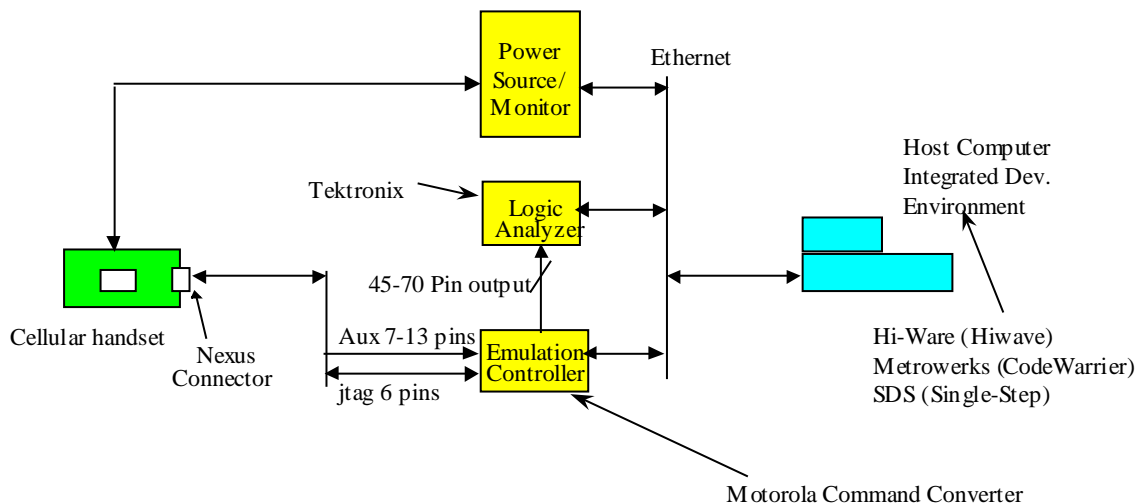 Power
Source/
Monitor
Ethernet
Host Computer
Integrated Dev.
Environment
Tektronix
Logic
Analyzer
45-70 Pin output
Cellular handset
Nexus
Connector
Aux 7-13 pins
jtag 6 pins
Emulation
Controller
Hi-Ware (Hiwave)
Metrowerks (CodeWarrier)
SDS (Single-Step)
Motorola Command Converter